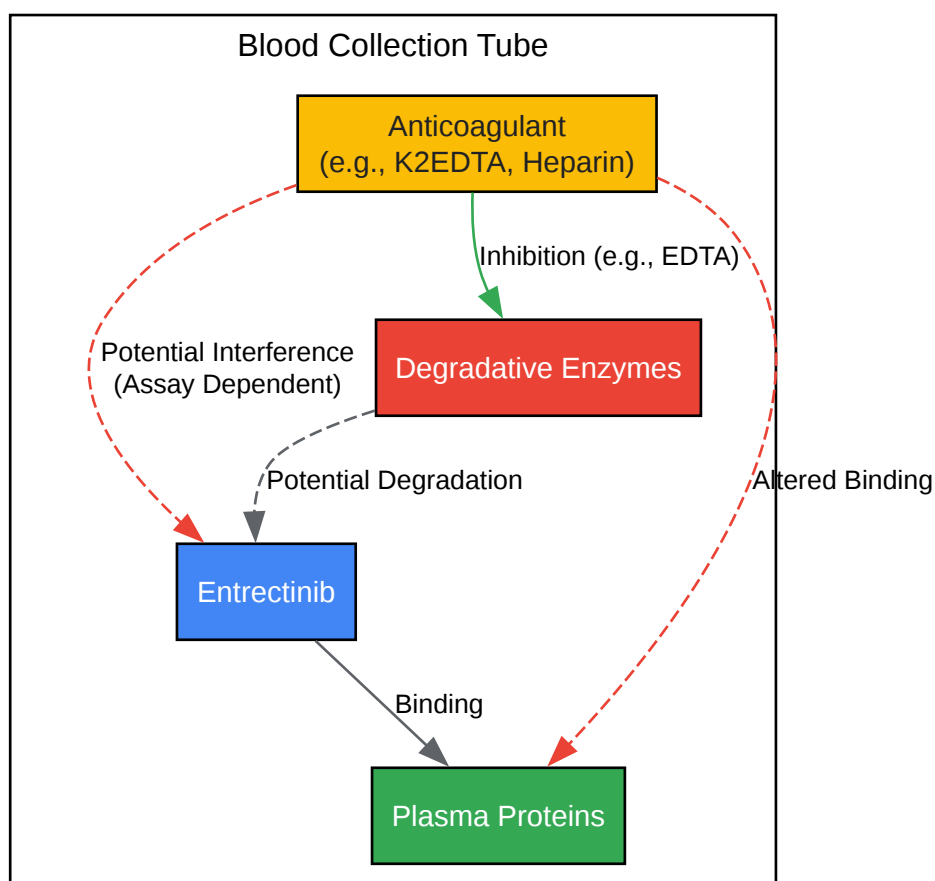 Blood Collection Tube
Anticoagulant
(e.g., K2EDTA, Heparin)
Inhibition (e.g., EDTA)
Potential Interference
(Assay Dependent)
Degradative Enzymes
Potential Degradation
Altered Binding
Entrectinib
Binding
Plasma Proteins